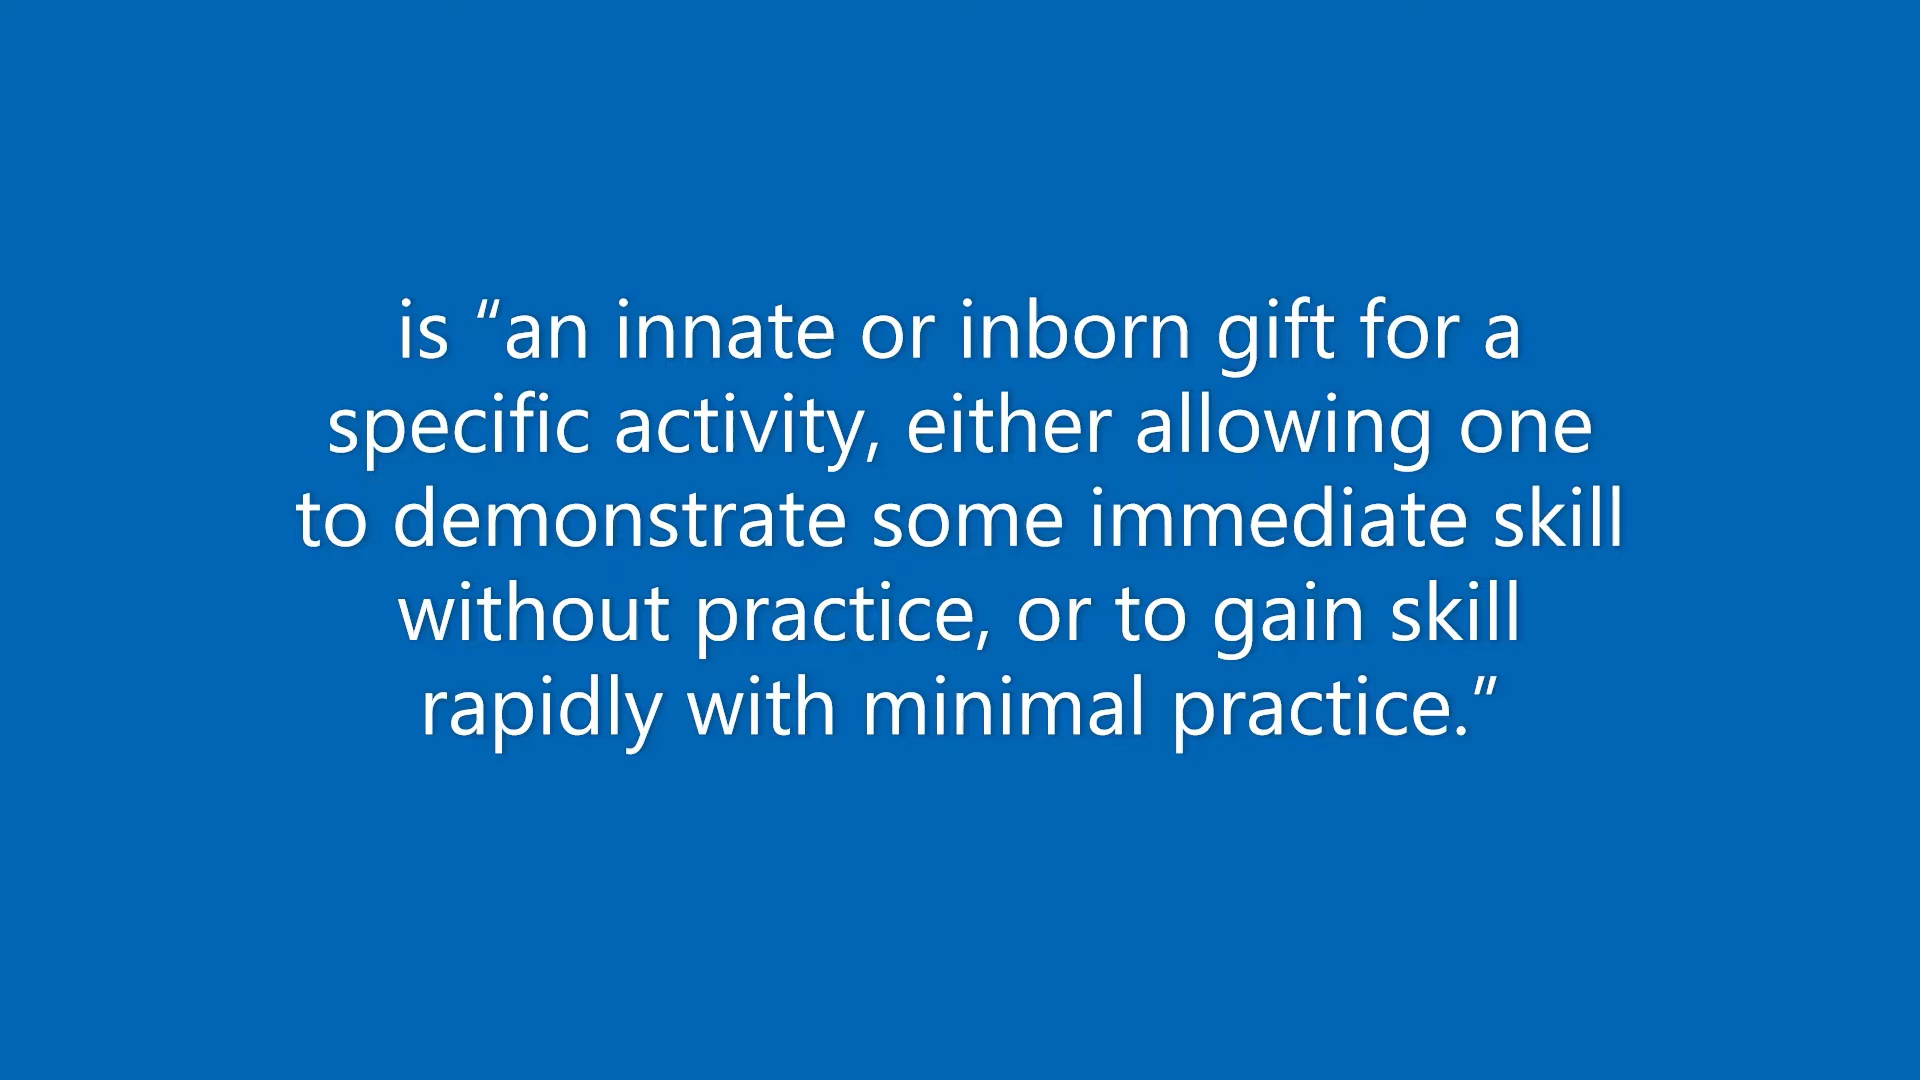 is “an innate or inborn gift for a
specific activity, either allowing one
to demonstrate some immediate skill
without practice, or to gain skill
rapidly with minimal practice.”